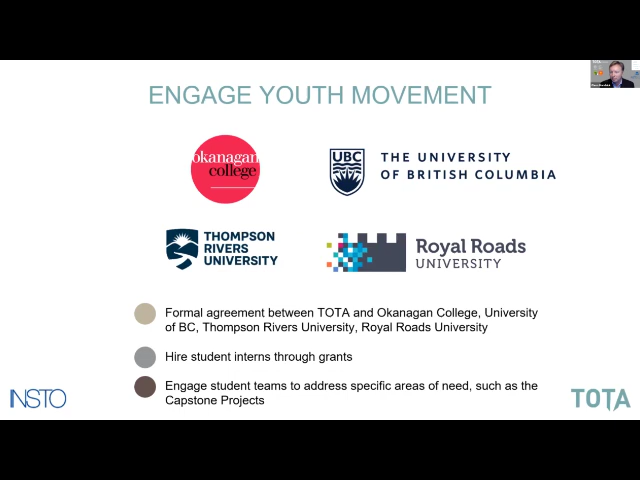 ENGAGE YOUTH MOVEMENT
okanagan
college
UBC
THE UNIVERSITY
OF BRITISH COLUMBIA
THOMPSON
RIVERS
UNIVERSITY
Royal Roads
UNIVERSITY
Formal agreement between TOTA and Okanagan College, University
of BC, Thompson Rivers University, Royal Roads University
Hire student interns through grants
Engage student teams to address specific areas of need, such as the
Capstone Projects
INSTO
TOTA